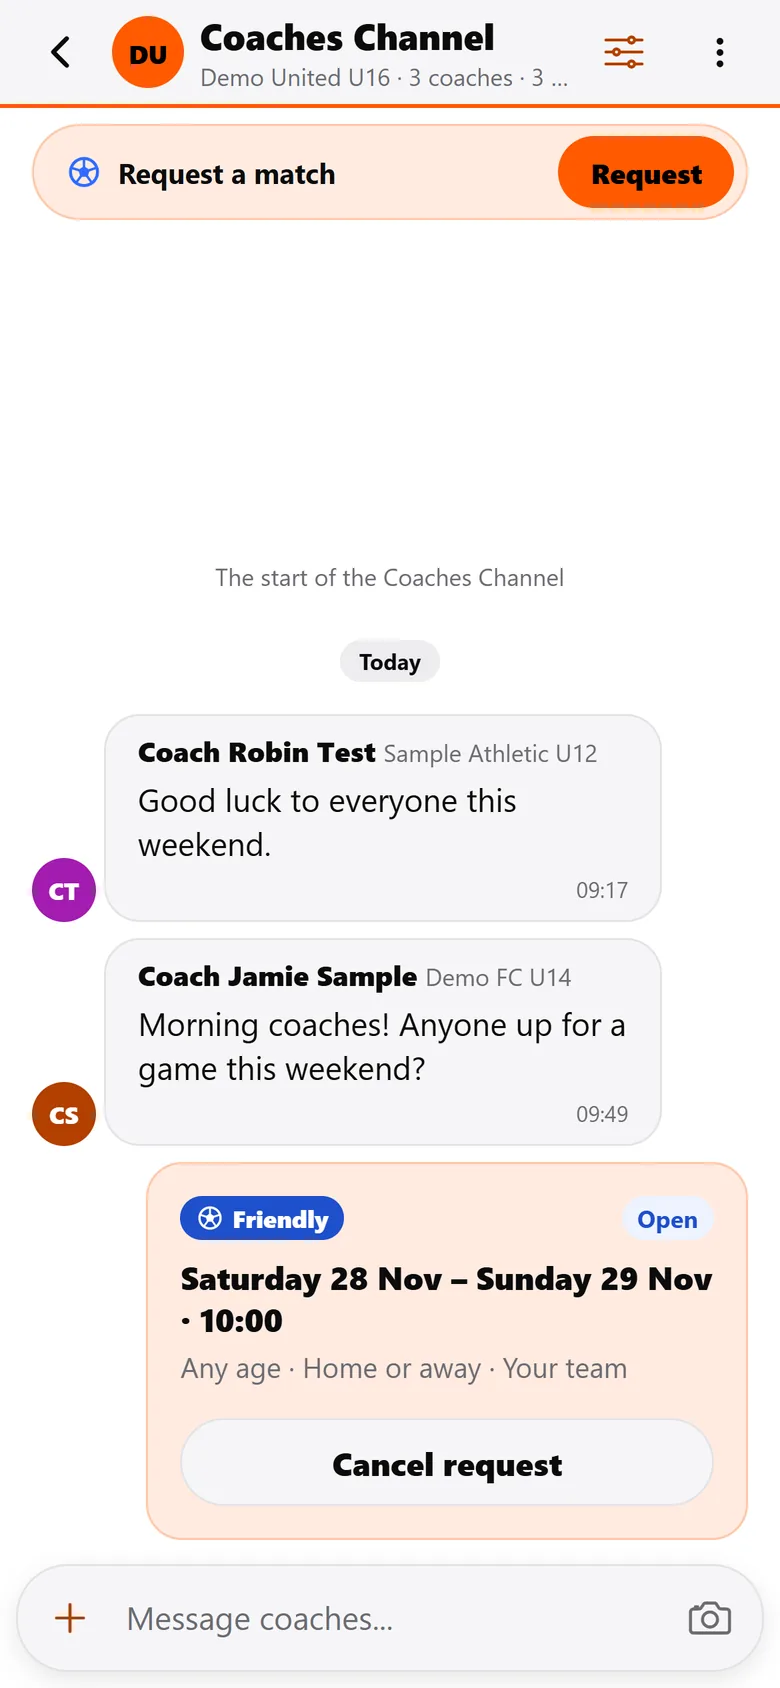 DU
Coaches Channel
Demo United U16 · 3 coaches · 3 ...
Request a match
Request
The start of the Coaches Channel
Today
Coach Robin Test Sample Athletic U12
Good luck to everyone this
weekend.
CT
09:17
Coach Jamie Sample Demo FC U14
Morning coaches! Anyone up for a
game this weekend?
CS
09:49
Friendly
Open
Saturday 28 Nov – Sunday 29 Nov
· 10:00
Any age · Home or away · Your team
Cancel request
Message coaches...